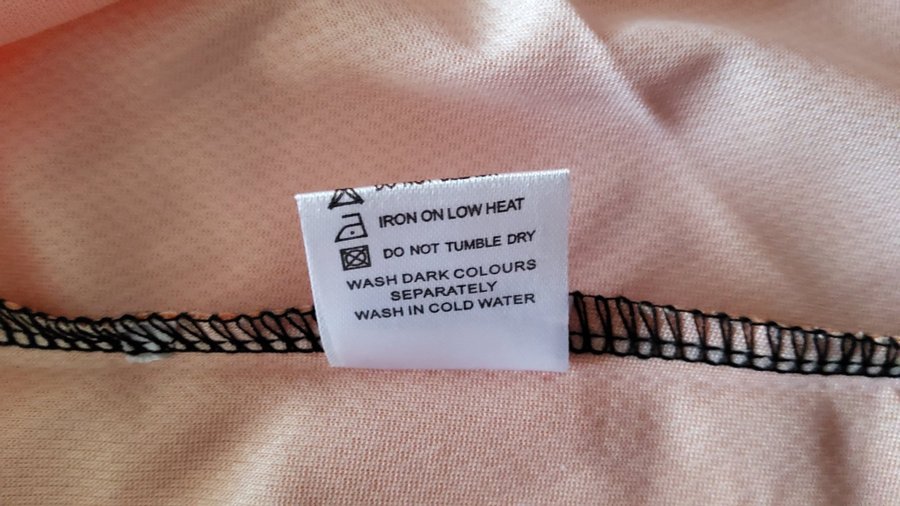 IRON ON LOW HEAT
DO NOT TUMBLE DRY
WASH DARK COLOURS
SEPARATELY
WASH IN COLD WATER